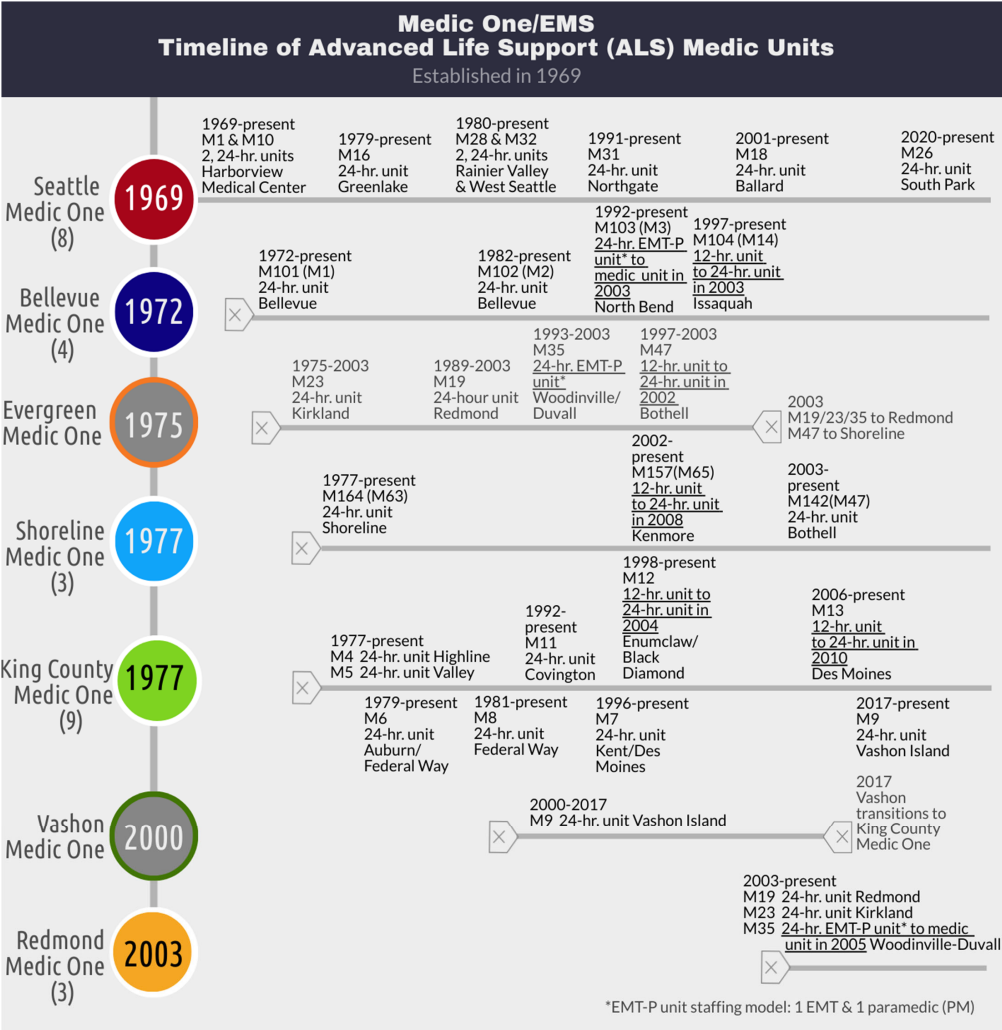 Medic One/EMS
Timeline of Advanced Life Support (ALS) Medic Units
Established in 1969
Seattle
Medic One
(8)
1969
1969-present
M1 & M10
2, 24-hr. units
Harborview
Medical Center
1979-present
M16
24-hr. unit
Greenlake
1980-present
M28 & M32
2, 24-hr. units
Rainier Valley
& West Seattle
1991-present
M31
24-hr. unit
Northgate
2001-present
M18
24-hr. unit
Ballard
2020-present
M26
24-hr. unit
South Park
Bellevue
Medic One
(4)
1972
1972-present
M101 (M1)
24-hr. unit
Bellevue
1982-present
M102 (M2)
24-hr. unit
Bellevue
1992-present
M103 (M3)
24-hr. EMT-P
unit* to
medic unit in
2003
North Bend
1997-present
M104 (M14)
12-hr. unit
to 24-hr. unit
in 2003
Issaquah
Evergreen
Medic One
1975
1975-2003
M23
24-hr. unit
Kirkland
1989-2003
M19
24-hour unit
Redmond
1993-2003
M35
24-hr. EMT-P
unit*
Woodinville/
Duvall
1997-2003
M47
12-hr. unit to
24-hr. unit in
2002
Bothell
2003
M19/23/35 to Redmond
M47 to Shoreline
Shoreline
Medic One
(3)
1977
1977-present
M164 (M63)
24-hr. unit
Shoreline
2002-
present
M157(M65)
12-hr. unit
to 24-hr. unit
in 2008
Kenmore
2003-
present
M142(M47)
24-hr. unit
Bothell
King County
Medic One
(9)
1977
1977-present
M4 24-hr. unit Highline
M5 24-hr. unit Valley
1992-
present
M11
24-hr. unit
Covington
1998-present
M12
12-hr. unit to
24-hr. unit in
2004
Enumclaw/
Black
Diamond
2006-present
M13
12-hr. unit
to 24-hr. unit in
2010
Des Moines
1979-present
M6
24-hr. unit
Auburn/
Federal Way
1981-present
M8
24-hr. unit
Federal Way
1996-present
M7
24-hr. unit
Kent/Des
Moines
2017-present
M9
24-hr. unit
Vashon Island
Vashon
Medic One
2000
2000-2017
M9 24-hr. unit Vashon Island
2017
Vashon
transitions to
King County
Medic One
Redmond
Medic One
(3)
2003
2003-present
M19 24-hr. unit Redmond
M23 24-hr. unit Kirkland
M35 24-hr. EMT-P unit* to medic
unit in 2005 Woodinville-Duvall
*EMT-P unit staffing model: 1 EMT & 1 paramedic (PM)